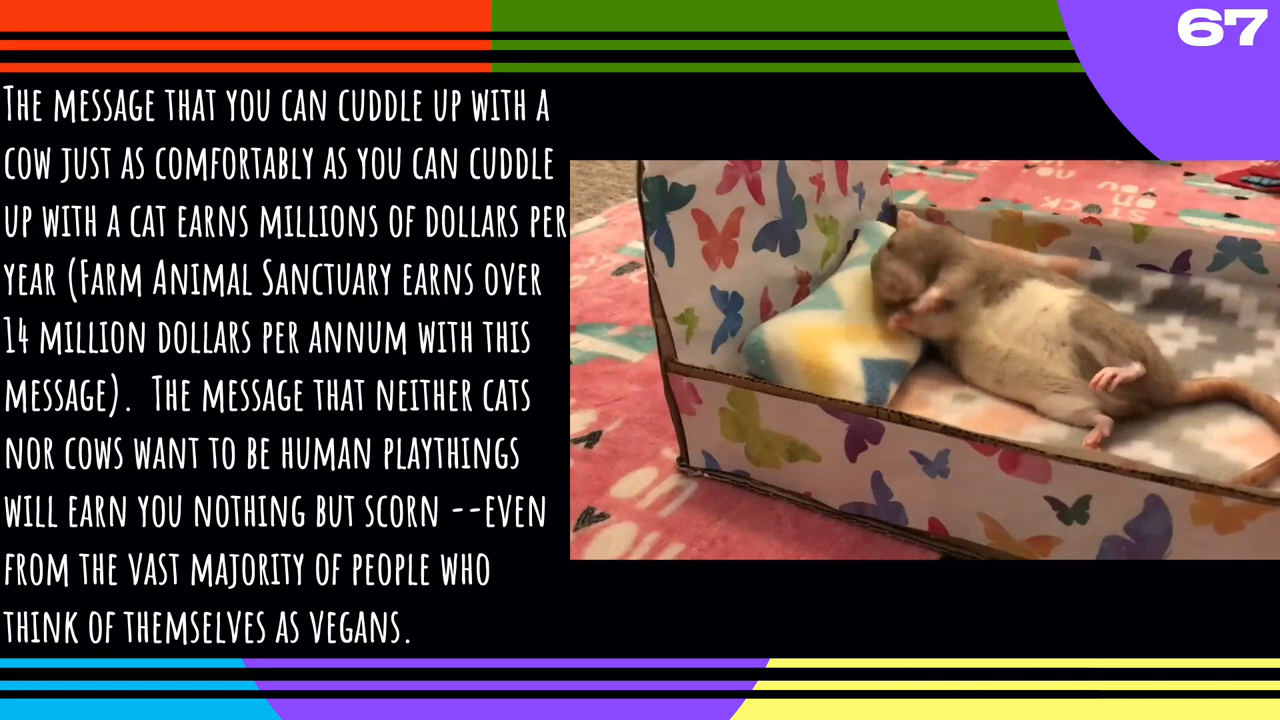 67
The message that you can cuddle up with a
cow just as comfortably as you can cuddle
up with a cat earns millions of dollars per
year (Farm Animal Sanctuary earns over
14 million dollars per annum with this
message).  The message that neither cats
nor cows want to be human playthings
will earn you nothing but scorn --even
from the vast majority of people who
think of themselves as vegans.